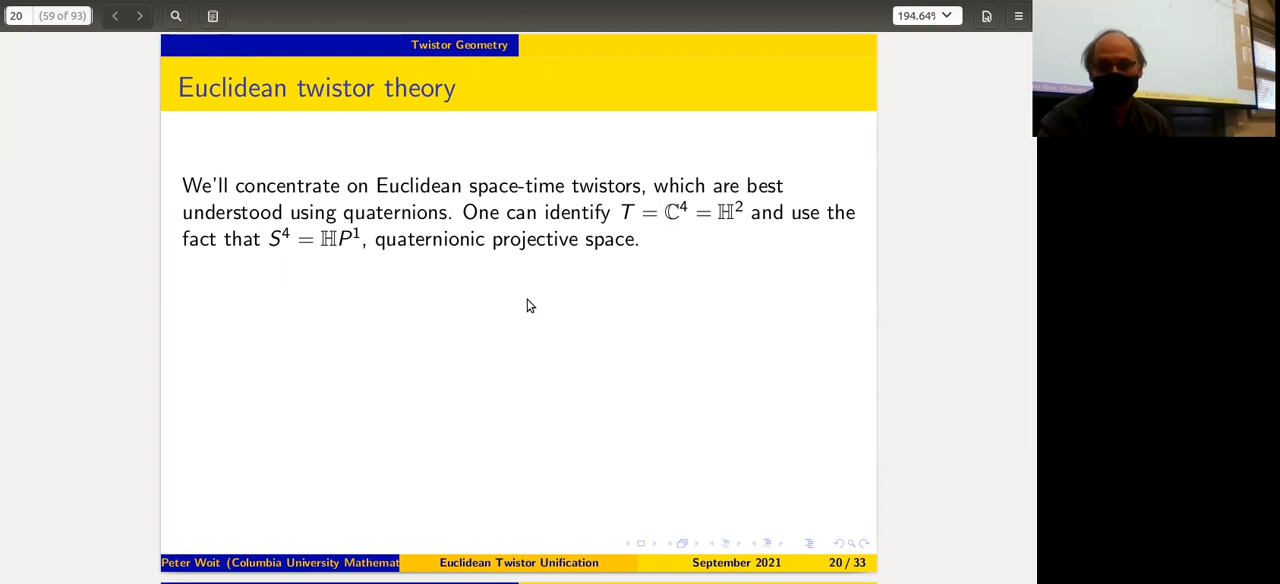 20 (59 of 93) 194.64%
Twistor Geometry
Euclidean twistor theory
We'll concentrate on Euclidean space-time twistors, which are best
understood using quaternions. One can identify T = ℂ⁴ = ℍ² and use the
fact that S⁴ = ℍP¹, quaternionic projective space.
Peter Woit (Columbia University Mathemat Euclidean Twistor Unification September 2021 20 / 33